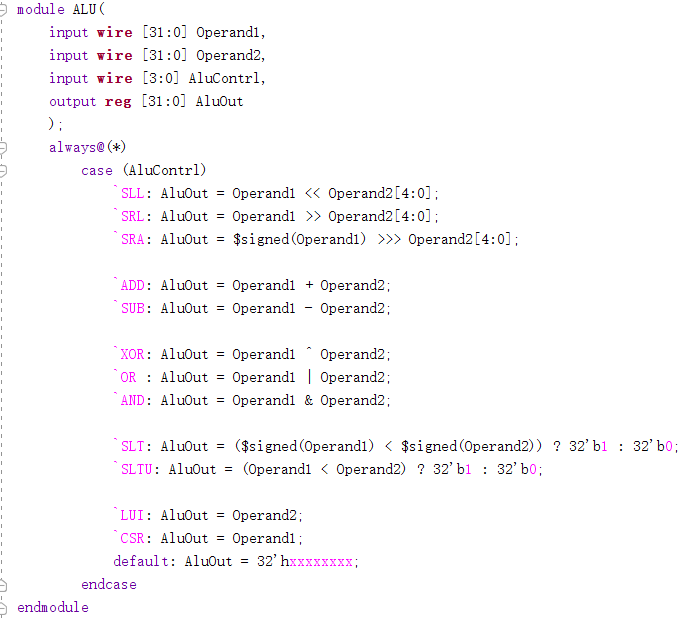 module ALU(
    input wire [31:0] Operand1,
    input wire [31:0] Operand2,
    input wire [3:0] AluContrl,
    output reg [31:0] AluOut
    );
    always@(*)
        case (AluContrl)
            `SLL: AluOut = Operand1 << Operand2[4:0];
            `SRL: AluOut = Operand1 >> Operand2[4:0];
            `SRA: AluOut = $signed(Operand1) >>> Operand2[4:0];

            `ADD: AluOut = Operand1 + Operand2;
            `SUB: AluOut = Operand1 - Operand2;

            `XOR: AluOut = Operand1 ^ Operand2;
            `OR : AluOut = Operand1 | Operand2;
            `AND: AluOut = Operand1 & Operand2;

            `SLT: AluOut = ($signed(Operand1) < $signed(Operand2)) ? 32'b1 : 32'b0;
            `SLTU: AluOut = (Operand1 < Operand2) ? 32'b1 : 32'b0;

            `LUI: AluOut = Operand2;
            `CSR: AluOut = Operand1;
            default: AluOut = 32'hxxxxxxxx;
        endcase
endmodule